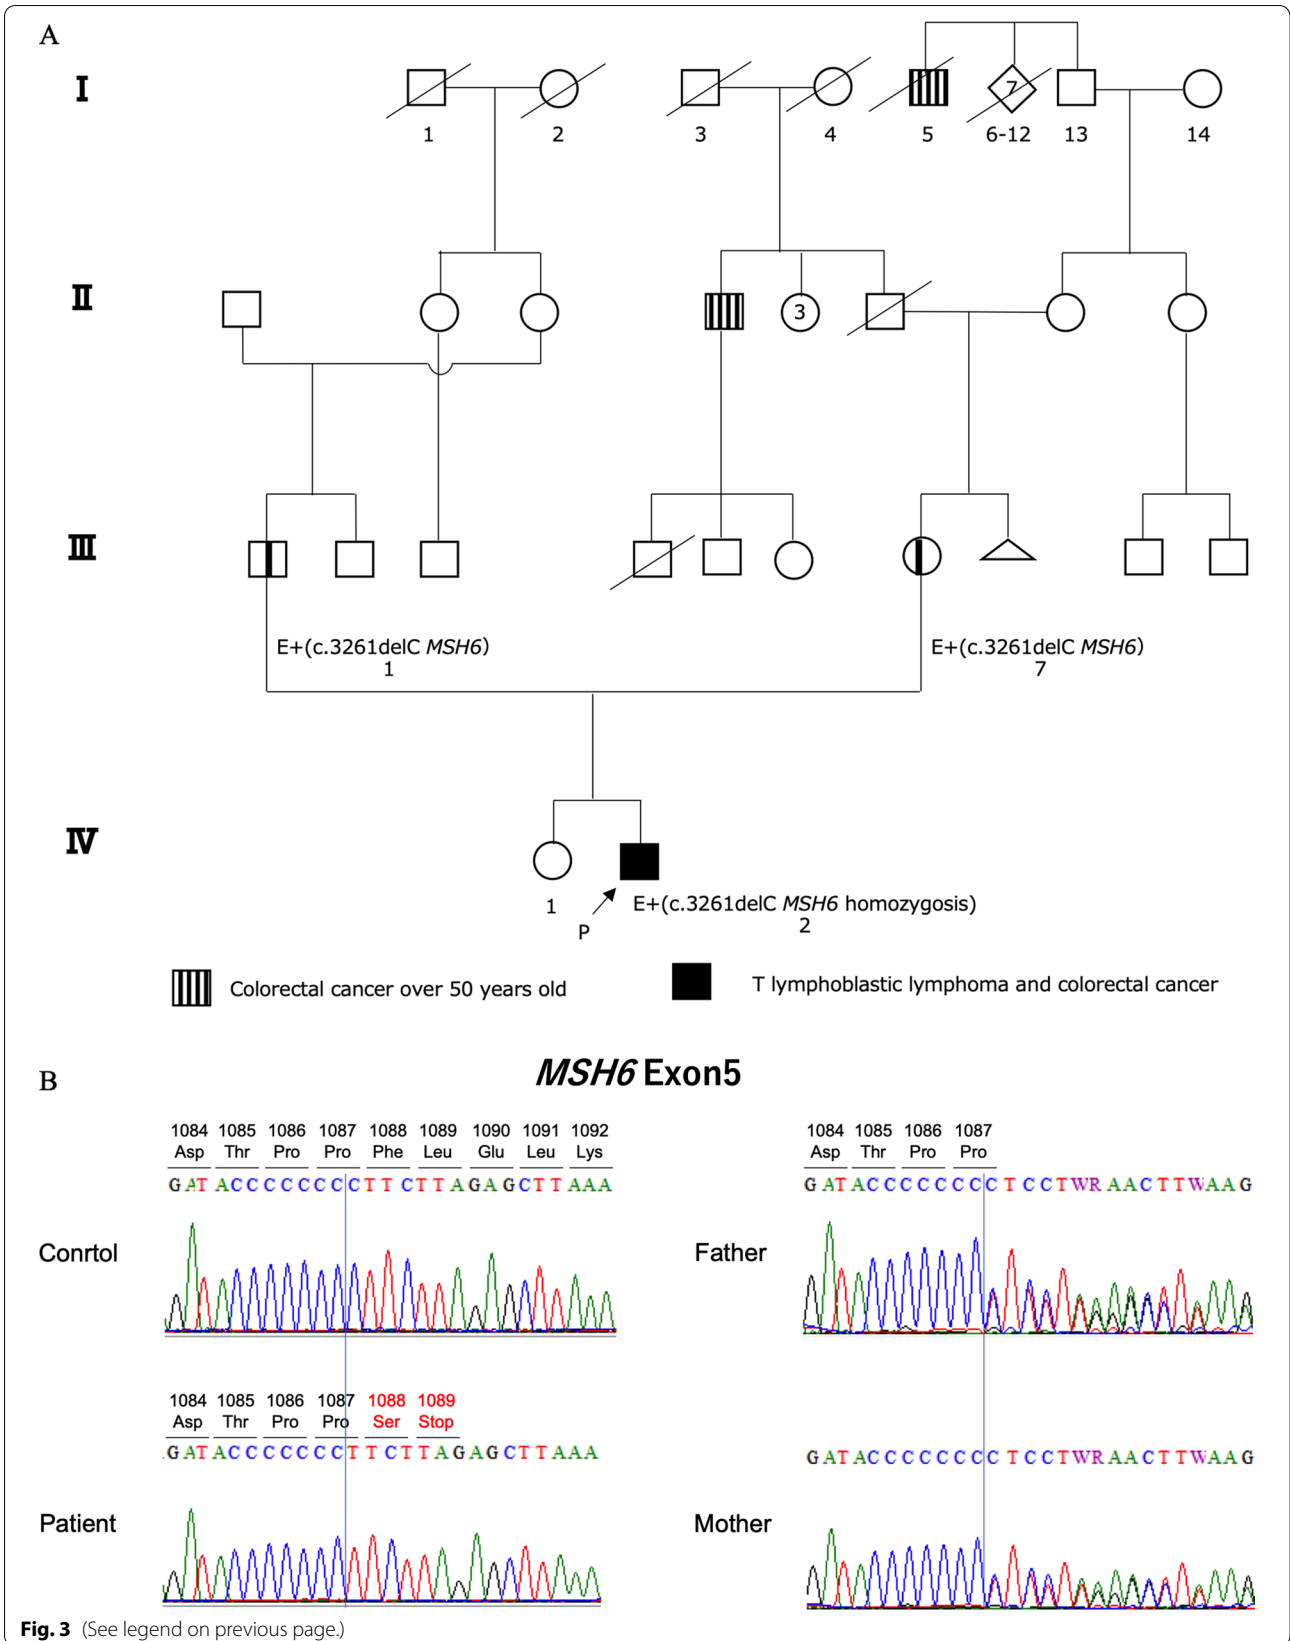 A
I
1 2 3 4 5 7 6-12 13 14
II
3
III
E+(c.3261delC MSH6)
1
E+(c.3261delC MSH6)
7
IV
1
P
E+(c.3261delC MSH6 homozygosis)
2
Colorectal cancer over 50 years old
T lymphoblastic lymphoma and colorectal cancer
B
MSH6 Exon5
1084 1085 1086 1087 1088 1089 1090 1091 1092
Asp Thr Pro Pro Phe Leu Glu Leu Lys
GATACCCCCCCCTTCTTAGAGCTTAAA
Conrtol
1084 1085 1086 1087
Asp Thr Pro Pro
GATACCCCCCCCTCCTWRAACTTWAAG
Father
1084 1085 1086 1087 1088 1089
Asp Thr Pro Pro Ser Stop
GATACCCCCCCTTCTTAGAGCTTAAA
Patient
GATACCCCCCCCTCCTWRAACTTWAAG
Mother
Fig. 3 (See legend on previous page.)